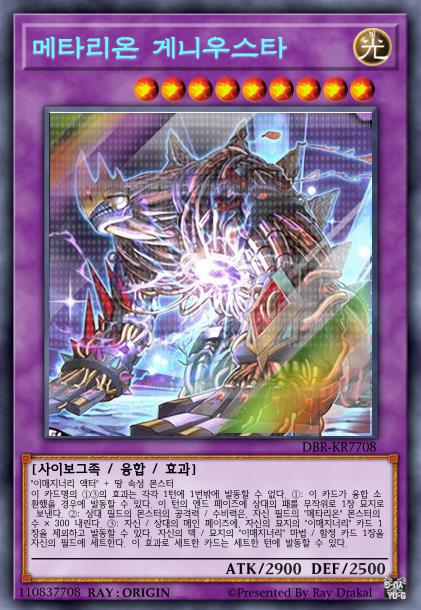 메타리온 게니우스타
光
DBR-KR7708
[사이보그족 / 융합 / 효과]
"이매지너리 액터" + 땅 속성 몬스터
이 카드명의 ①③의 효과는 각각 1턴에 1번밖에 발동할 수 없다. ①: 이 카드가 융합 소
환했을 경우에 발동할 수 있다. 이 턴의 엔드 페이즈에 상대의 패를 무작위로 1장 묘지로
보낸다. ②: 상대 필드의 몬스터의 공격력 / 수비력은, 자신 필드의 "메타리온" 몬스터의
수 × 300 내린다. ③: 자신 / 상대의 메인 페이즈에, 자신의 묘지의 "이매지너리" 카드 1
장을 제외하고 발동할 수 있다. 자신의 덱 / 묘지의 "이매지너리" 마법 / 함정 카드 1장을
자신의 필드에 세트한다. 이 효과로 세트한 카드는 세트한 턴에 발동할 수 있다.
ATK/2900 DEF/2500
110837708 RAY : ORIGIN ©Presented By Ray Drakal